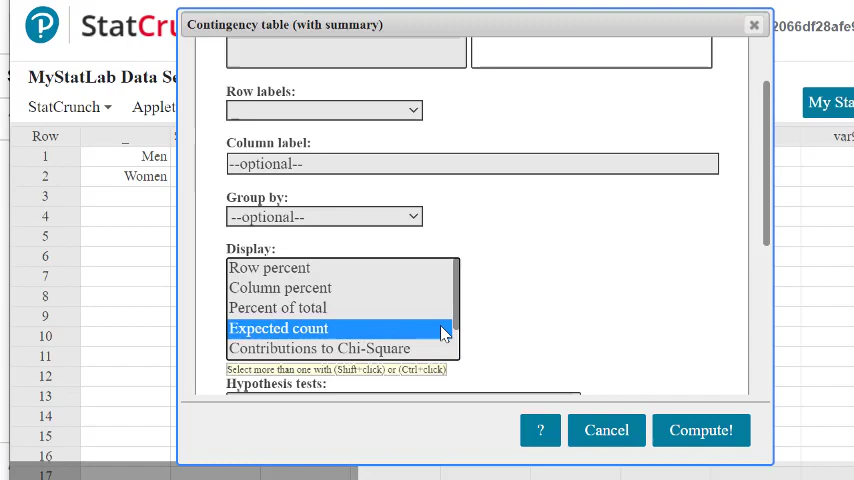 Contingency table (with summary)
StatCru
2066df28afe9
MyStatLab Data Se
StatCrunch
Applet
My Sta
Row
_
var9
1
Men
2
Women
3
4
5
6
7
8
9
10
11
12
13
14
15
16
17
Row labels:
_
Column label:
--optional--
Group by:
--optional--
Display:
Row percent
Column percent
Percent of total
Expected count
Contributions to Chi-Square
Select more than one with (Shift+click) or (Ctrl+click)
Hypothesis tests:
?
Cancel
Compute!